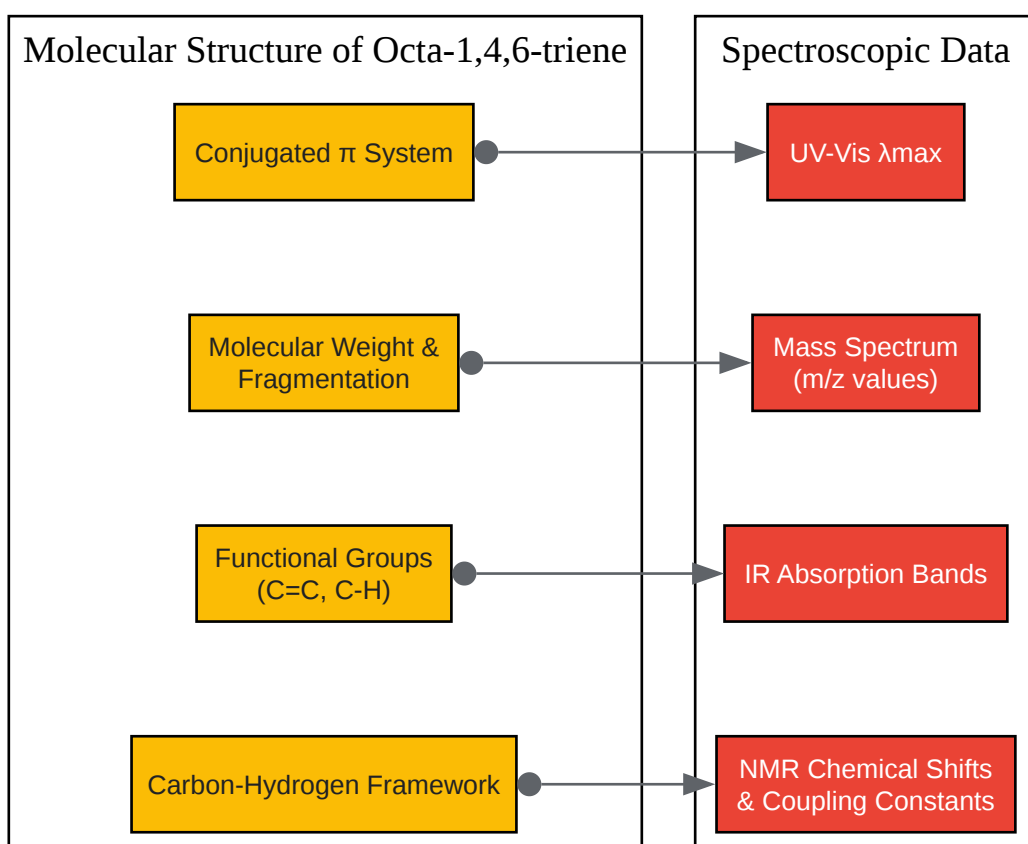 Molecular Structure of Octa-1,4,6-triene
Spectroscopic Data
Conjugated π System
UV-Vis λmax
Molecular Weight &
Fragmentation
Mass Spectrum
(m/z values)
Functional Groups
(C=C, C-H)
IR Absorption Bands
Carbon-Hydrogen Framework
NMR Chemical Shifts
& Coupling Constants